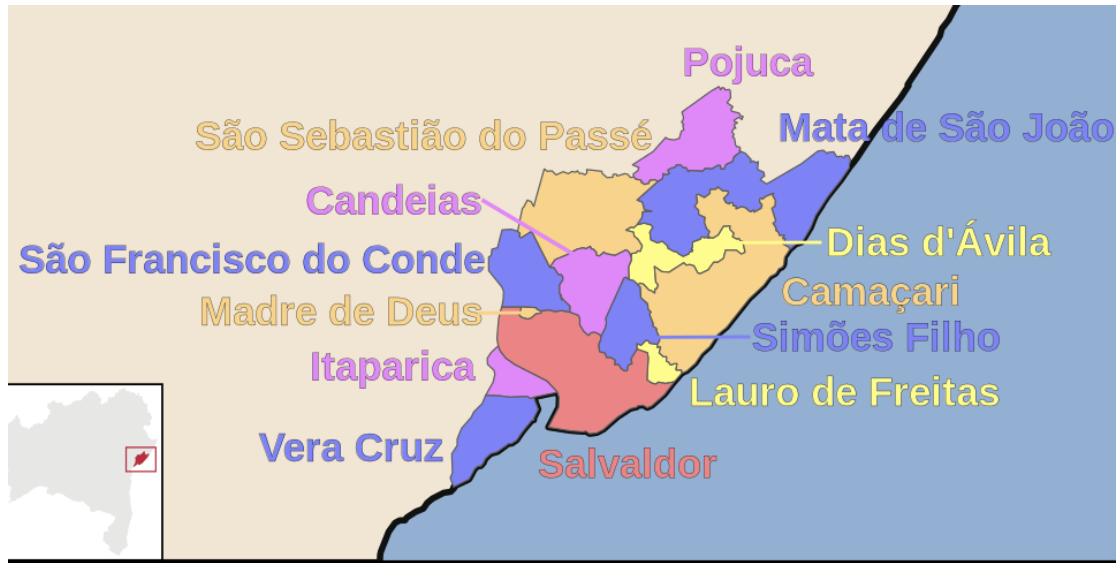 Pojuca
São Sebastião do Passé
Mata de São João
Candeias
São Francisco do Conde
Dias d'Ávila
Madre de Deus
Camaçari
Simões Filho
Itaparica
Lauro de Freitas
Vera Cruz
Salvaldor